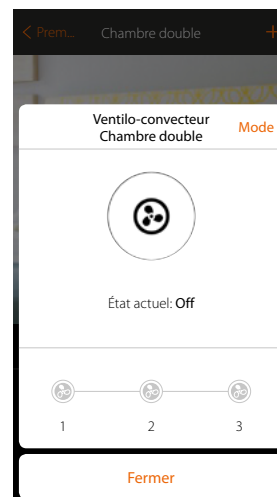 < Prem... Chambre double +
Ventilo-convecteur
Chambre double
Mode
État actuel: Off
1 2 3
Fermer